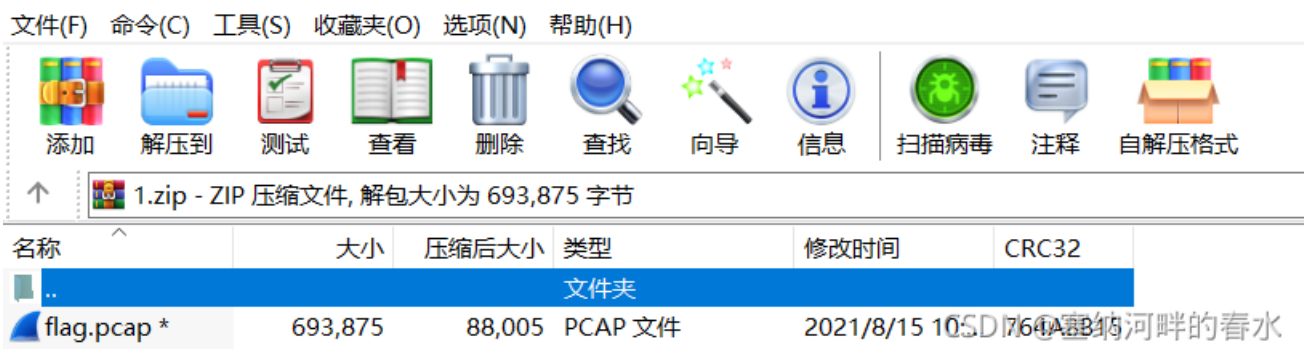 文件(F) 命令(C) 工具(S) 收藏夹(O) 选项(N) 帮助(H)
添加 解压到 测试 查看 删除 查找 向导 信息 扫描病毒 注释 自解压格式
1.zip - ZIP 压缩文件, 解包大小为 693,875 字节
名称 大小 压缩后大小 类型 修改时间 CRC32
.. 文件夹
flag.pcap * 693,875 88,005 PCAP 文件 2021/8/15 10:...
CSDN @塞纳河畔的春水